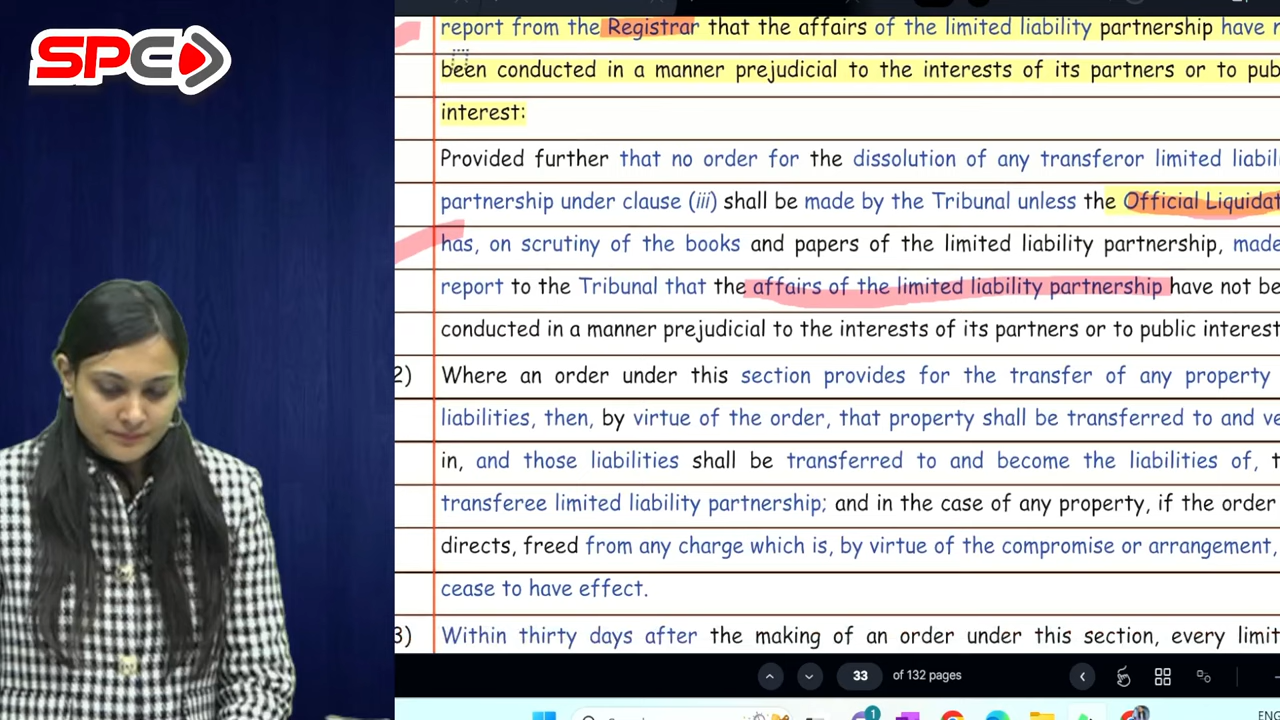 SPC
report from the Registrar that the affairs of the limited liability partnership have
been conducted in a manner prejudicial to the interests of its partners or to
interest:
Provided further that no order for the dissolution of any transferor limited
partnership under clause (iii) shall be made by the Tribunal unless the Official
has, on scrutiny of the books and papers of the limited liability partnership, made
report to the Tribunal that the affairs of the limited liability partnership have not
conducted in a manner prejudicial to the interests of its partners or to public interest
2) Where an order under this section provides for the transfer of any property
liabilities, then, by virtue of the order, that property shall be transferred to and
in, and those liabilities shall be transferred to and become the liabilities of,
transferee limited liability partnership; and in the case of any property, if the order
directs, freed from any charge which is, by virtue of the compromise or arrangement,
cease to have effect.
3) Within thirty days after the making of an order under this section, every
33 of 132 pages
1
ENG